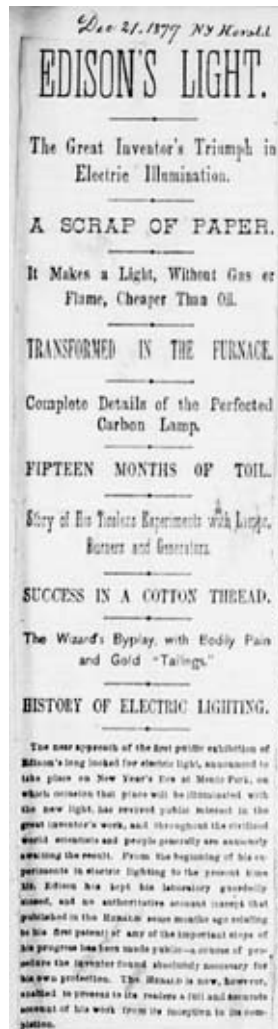 Dec 21. 1879 NY Herald
EDISON'S LIGHT.
The Great Inventor's Triumph in
Electric Illumination.
A SCRAP OF PAPER.
It Makes a Light, Without Gas or
Flame, Cheaper Than Oil.
TRANSFORMED IN THE FURNACE.
Complete Details of the Perfected
Carbon Lamp.
FIFTEEN MONTHS OF TOIL.
Story of His Tireless Experiments with Lamps,
Burners and Generators.
SUCCESS IN A COTTON THREAD.
The Wizard's Byplay, with Bodily Pain
and Gold "Tailings."
HISTORY OF ELECTRIC LIGHTING.
The near approach of the first public exhibition of
Edison's long looked for electric light, announced to
take place on New Year's Eve at Menlo Park, on
which occasion that place will be illuminated with
the new light, has revived public interest in the
great inventor's work, and throughout the civilized
world scientists and people generally are anxiously
awaiting the result. From the beginning of his ex-
periments in electric lighting to the present time
Mr. Edison has kept his laboratory guardedly
closed, and no authoritative account (except that
published in the HERALD some months ago relating
to his first patent) of any of the important steps of
his progress has been made public—a course of pro-
cedure the inventor found absolutely necessary for
his own protection. The HERALD is now, however,
enabled to present to its readers a full and accurate
account of his work from its inception to its com-
pletion.